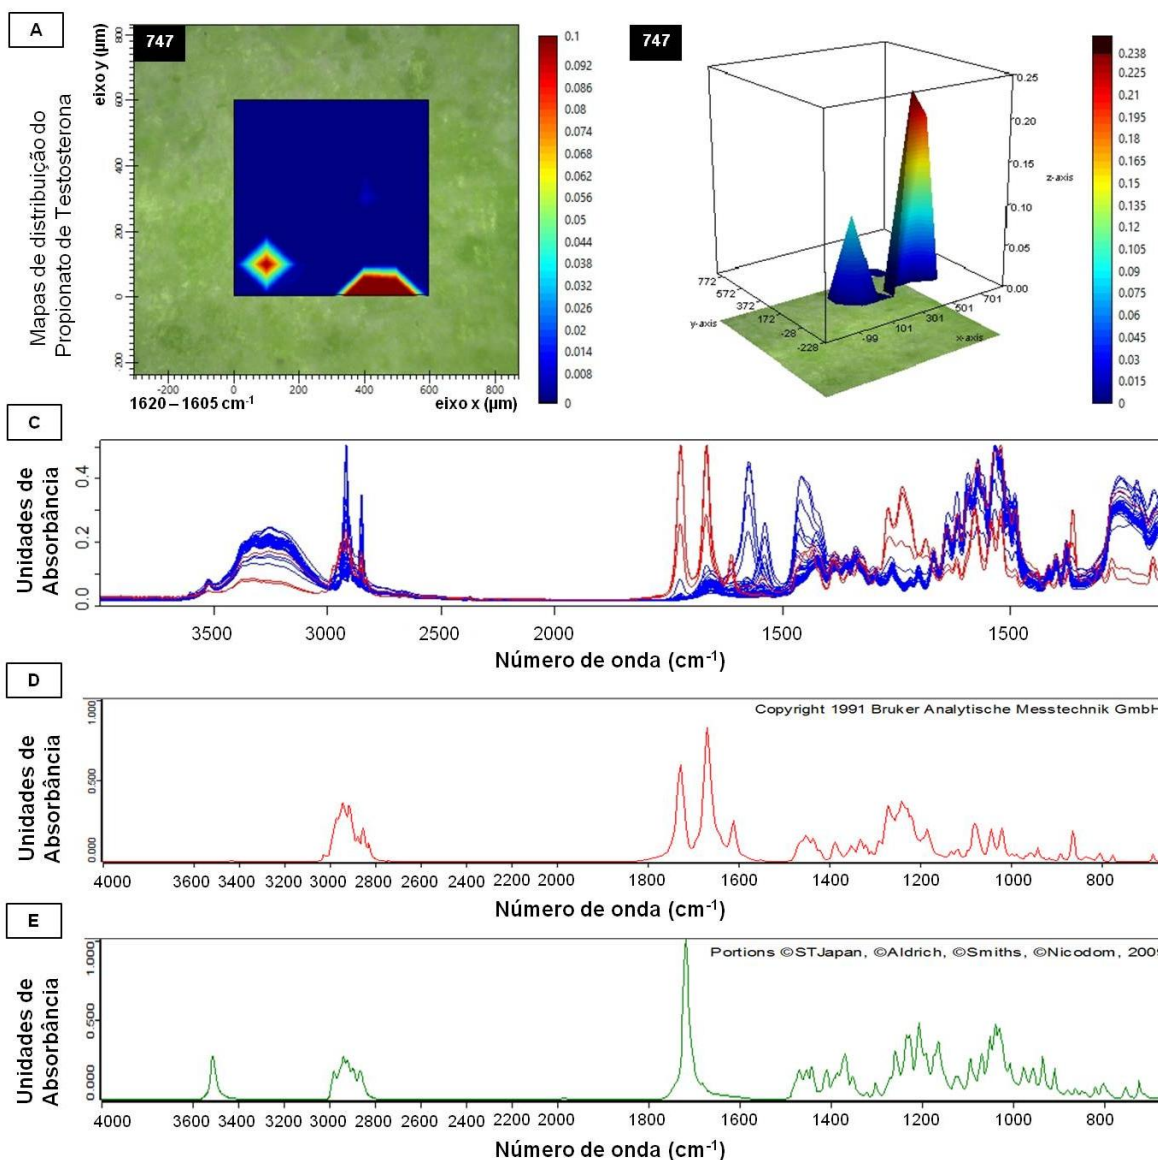 A
Mapas de distribuição do
Propionato de Testosterona
747
eixo y (µm)
800
600
400
200
0
-200
-200 0 200 400 600 800
1620 – 1605 cm⁻¹ eixo x (µm)
0.1
0.092
0.086
0.08
0.074
0.068
0.062
0.056
0.05
0.044
0.038
0.032
0.026
0.02
0.014
0.008
0
747
0.25
0.20
0.15
0.10
0.05
0.00
z-axis
772
572
372
172
-28
-228
y-axis
-99
101
301
501
701
x-axis
0.238
0.225
0.21
0.195
0.18
0.165
0.15
0.135
0.12
0.105
0.09
0.075
0.06
0.045
0.03
0.015
0
C
Unidades de
Absorbância
0.4
0.2
0.0
3500 3000 2500 2000 1500 1500
Número de onda (cm⁻¹)
D
Copyright 1991 Bruker Analytische Messtechnik GmbH
Unidades de
Absorbância
1.000
0.500
0.000
4000 3600 3400 3200 3000 2800 2600 2400 2200 2000 1800 1600 1400 1200 1000 800
Número de onda (cm⁻¹)
E
Portions ©STJapan, ©Aldrich, ©Smiths, ©Nicodom, 2009
Unidades de
Absorbância
1.000
0.500
0.000
4000 3600 3400 3200 3000 2800 2600 2400 2200 2000 1800 1600 1400 1200 1000 800
Número de onda (cm⁻¹)